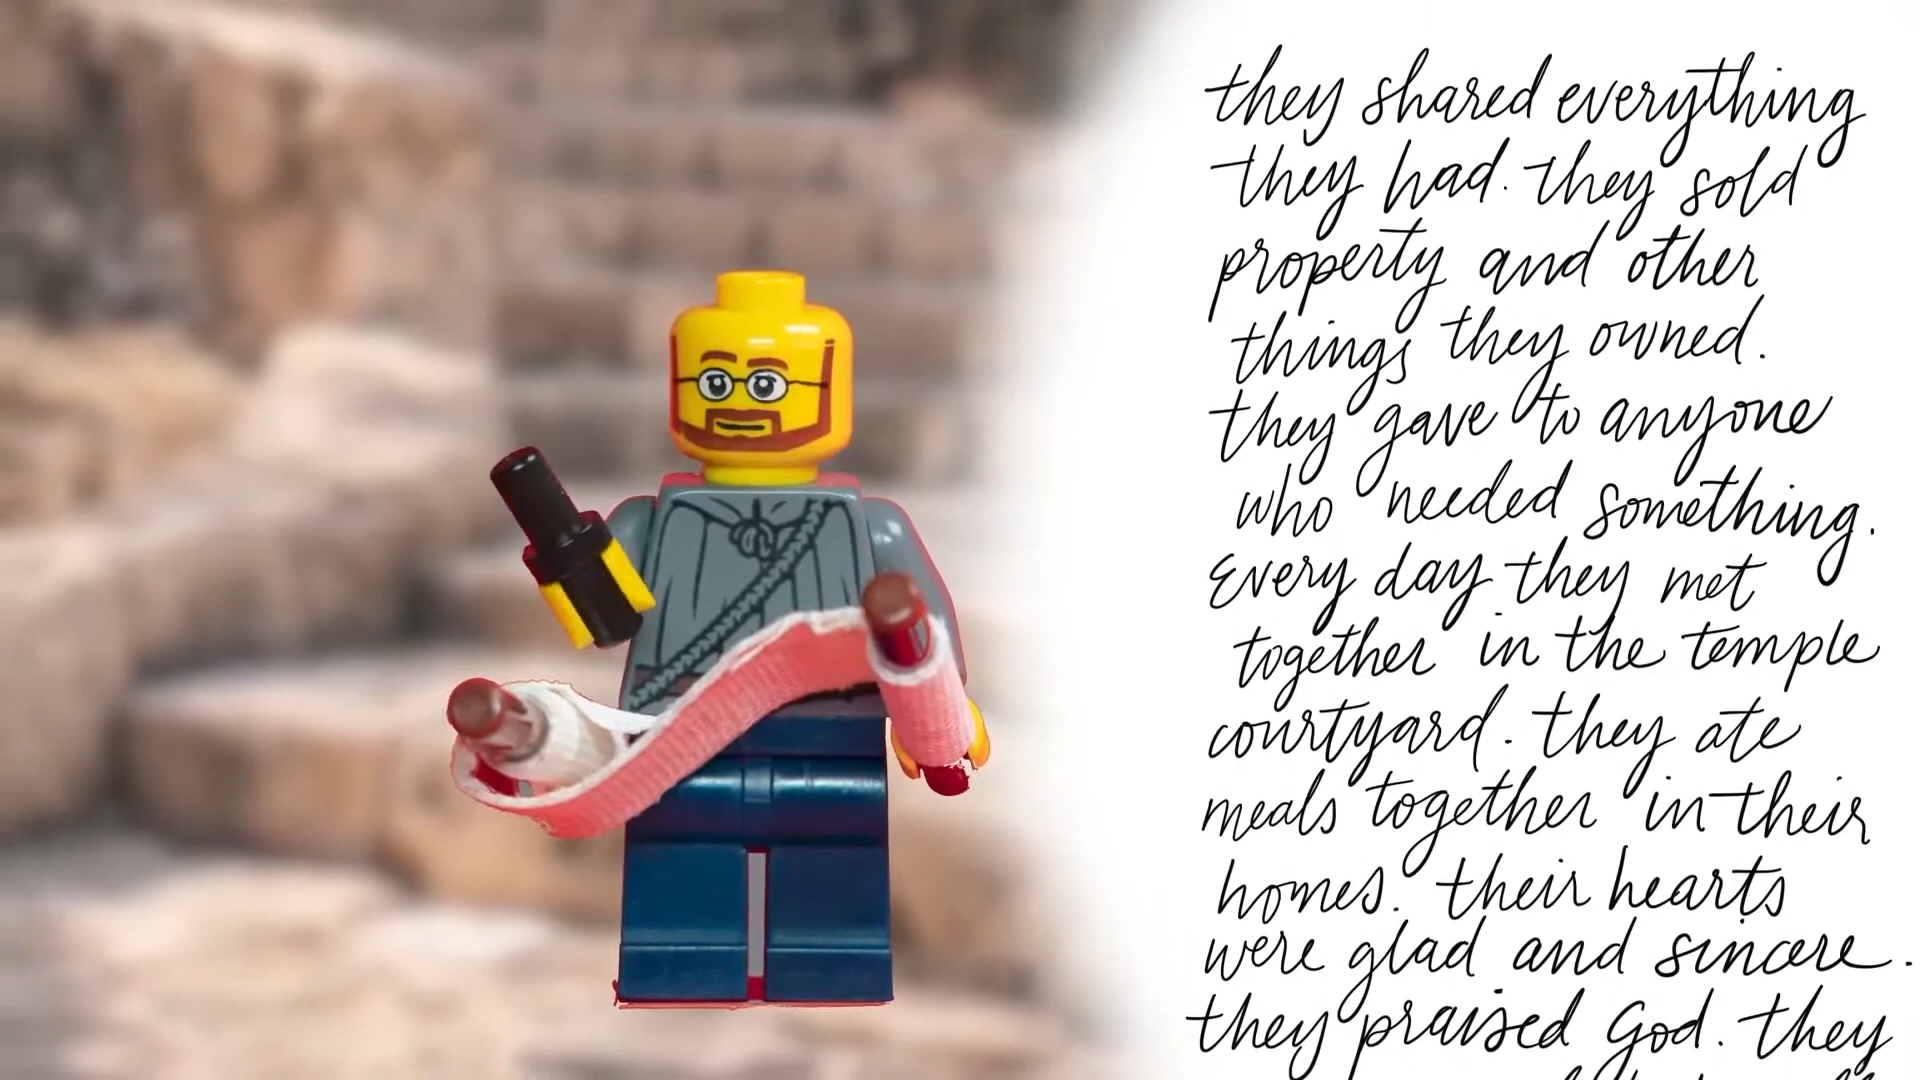 they shared everything
they had. they sold
property and other
things they owned.
they gave to anyone
who needed something.
Every day they met
together in the temple
courtyard. they ate
meals together in their
homes. their hearts
were glad and sincere.
they praised God. they